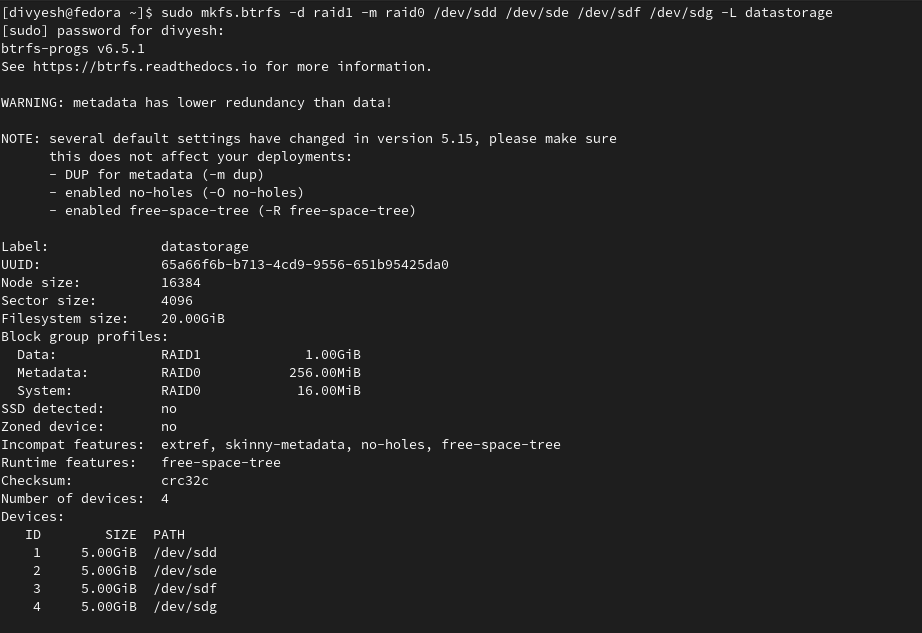 [divyesh@fedora ~]$ sudo mkfs.btrfs -d raid1 -m raid0 /dev/sdd /dev/sde /dev/sdf /dev/sdg -L datastorage
[sudo] password for divyesh:
btrfs-progs v6.5.1
See https://btrfs.readthedocs.io for more information.

WARNING: metadata has lower redundancy than data!

NOTE: several default settings have changed in version 5.15, please make sure
      this does not affect your deployments:
      - DUP for metadata (-m dup)
      - enabled no-holes (-O no-holes)
      - enabled free-space-tree (-R free-space-tree)

Label:              datastorage
UUID:               65a66f6b-b713-4cd9-9556-651b95425da0
Node size:          16384
Sector size:        4096
Filesystem size:    20.00GiB
Block group profiles:
  Data:             RAID1             1.00GiB
  Metadata:         RAID0           256.00MiB
  System:           RAID0            16.00MiB
SSD detected:       no
Zoned device:       no
Incompat features:  extref, skinny-metadata, no-holes, free-space-tree
Runtime features:   free-space-tree
Checksum:           crc32c
Number of devices:  4
Devices:
   ID        SIZE  PATH
    1     5.00GiB  /dev/sdd
    2     5.00GiB  /dev/sde
    3     5.00GiB  /dev/sdf
    4     5.00GiB  /dev/sdg